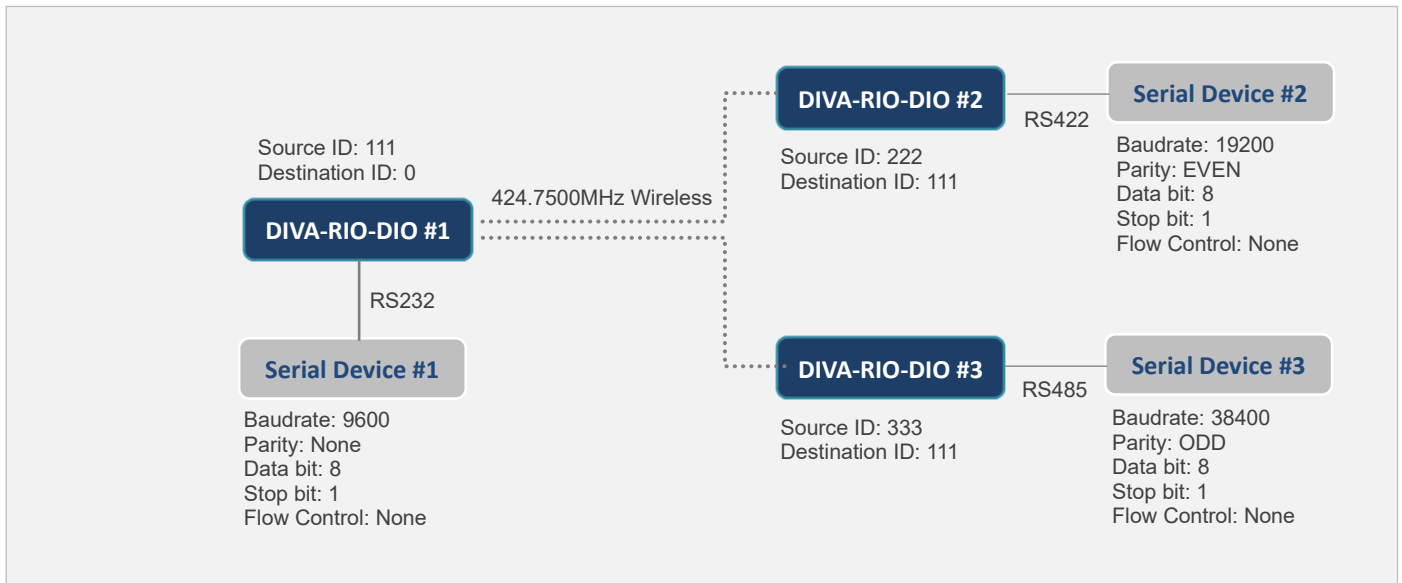 Source ID: 111
Destination ID: 0
DIVA-RIO-DIO #1
RS232
Serial Device #1
Baudrate: 9600
Parity: None
Data bit: 8
Stop bit: 1
Flow Control: None
424.7500MHz Wireless
DIVA-RIO-DIO #2
Source ID: 222
Destination ID: 111
RS422
Serial Device #2
Baudrate: 19200
Parity: EVEN
Data bit: 8
Stop bit: 1
Flow Control: None
DIVA-RIO-DIO #3
Source ID: 333
Destination ID: 111
RS485
Serial Device #3
Baudrate: 38400
Parity: ODD
Data bit: 8
Stop bit: 1
Flow Control: None